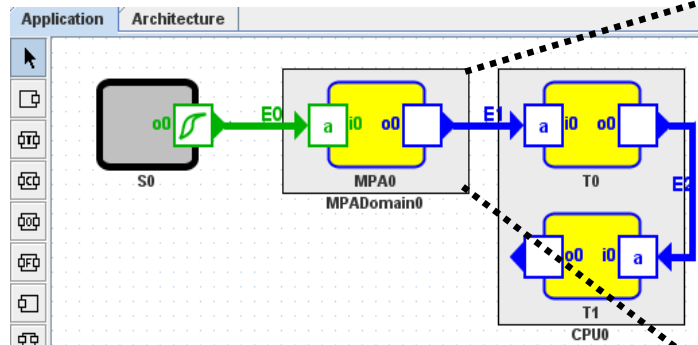 Application Architecture
E0 E1
o0 a i0 o0 a i0 o0
S0 MPA0 T0
MPADomain0
E2
o0 i0 a
T1
CPU0